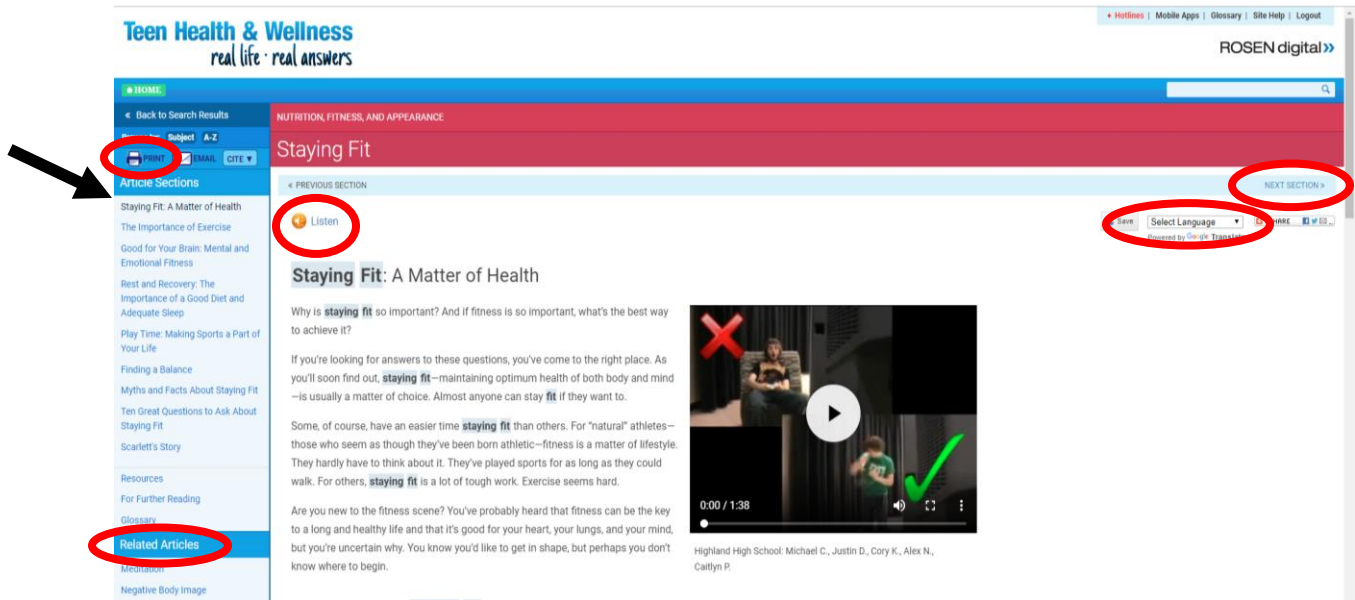 Teen Health & Wellness
real life · real answers
+ Hotlines | Mobile Apps | Glossary | Site Help | Logout
ROSEN digital»
HOME
« Back to Search Results
Subject A-Z
PRINT EMAIL CITE ▼
Article Sections
Staying Fit: A Matter of Health
The Importance of Exercise
Good for Your Brain: Mental and
Emotional Fitness
Rest and Recovery: The
Importance of a Good Diet and
Adequate Sleep
Play Time: Making Sports a Part of
Your Life
Finding a Balance
Myths and Facts About Staying Fit
Ten Great Questions to Ask About
Staying Fit
Scarlett's Story
Resources
For Further Reading
Glossary
Related Articles
Meditation
Negative Body Image
NUTRITION, FITNESS, AND APPEARANCE
Staying Fit
« PREVIOUS SECTION
NEXT SECTION »
Listen
Save
Select Language ▼
SHARE
Powered by Google Translate
Staying Fit: A Matter of Health
Why is staying fit so important? And if fitness is so important, what's the best way
to achieve it?
If you're looking for answers to these questions, you've come to the right place. As
you'll soon find out, staying fit—maintaining optimum health of both body and mind
—is usually a matter of choice. Almost anyone can stay fit if they want to.
Some, of course, have an easier time staying fit than others. For "natural" athletes—
those who seem as though they've been born athletic—fitness is a matter of lifestyle.
They hardly have to think about it. They've played sports for as long as they could
walk. For others, staying fit is a lot of tough work. Exercise seems hard.
Are you new to the fitness scene? You've probably heard that fitness can be the key
to a long and healthy life and that it's good for your heart, your lungs, and your mind,
but you're uncertain why. You know you'd like to get in shape, but perhaps you don't
know where to begin.
0:00 / 1:38
Highland High School: Michael C., Justin D., Cory K., Alex N.,
Caitlyn P.